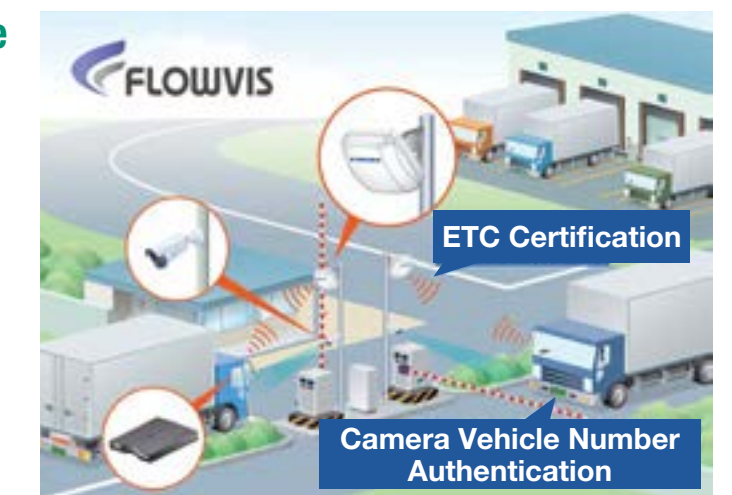 e
FLOWVIS
ETC Certification
Camera Vehicle Number
Authentication